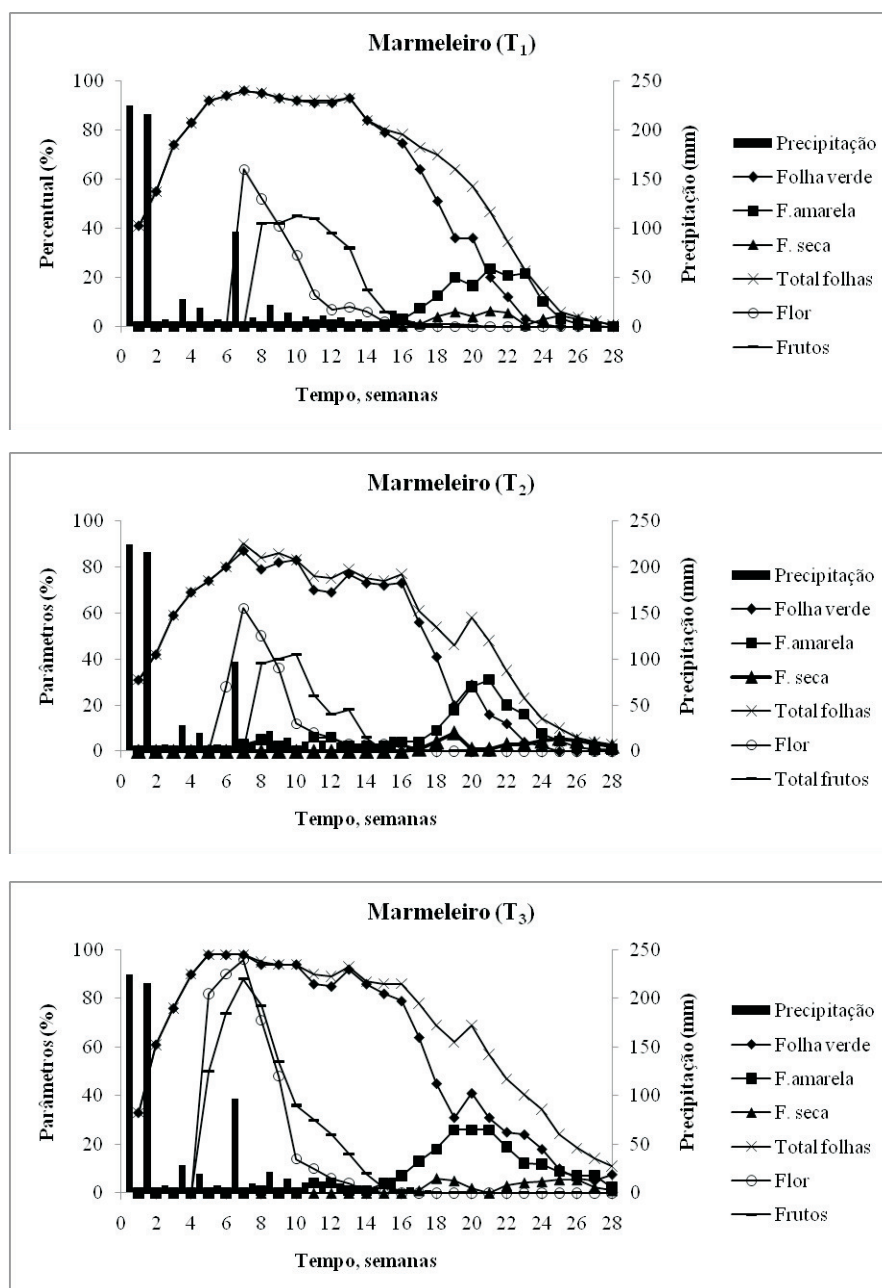 Marmeleiro (T₁)
Percentual (%)
100
80
60
40
20
0
0 2 4 6 8 10 12 14 16 18 20 22 24 26 28
Tempo, semanas
250
200
150
100
50
0
Precipitação (mm)
Precipitação
Folha verde
F.amarela
F. seca
Total folhas
Flor
Frutos
Marmeleiro (T₂)
Parâmetros (%)
100
80
60
40
20
0
0 2 4 6 8 10 12 14 16 18 20 22 24 26 28
Tempo, semanas
250
200
150
100
50
0
Precipitação (mm)
Precipitação
Folha verde
F.amarela
F. seca
Total folhas
Flor
Total frutos
Marmeleiro (T₃)
Parâmetros (%)
100
80
60
40
20
0
0 2 4 6 8 10 12 14 16 18 20 22 24 26 28
Tempo, semanas
250
200
150
100
50
0
Precipitação (mm)
Precipitação
Folha verde
F.amarela
F. seca
Total folhas
Flor
Frutos